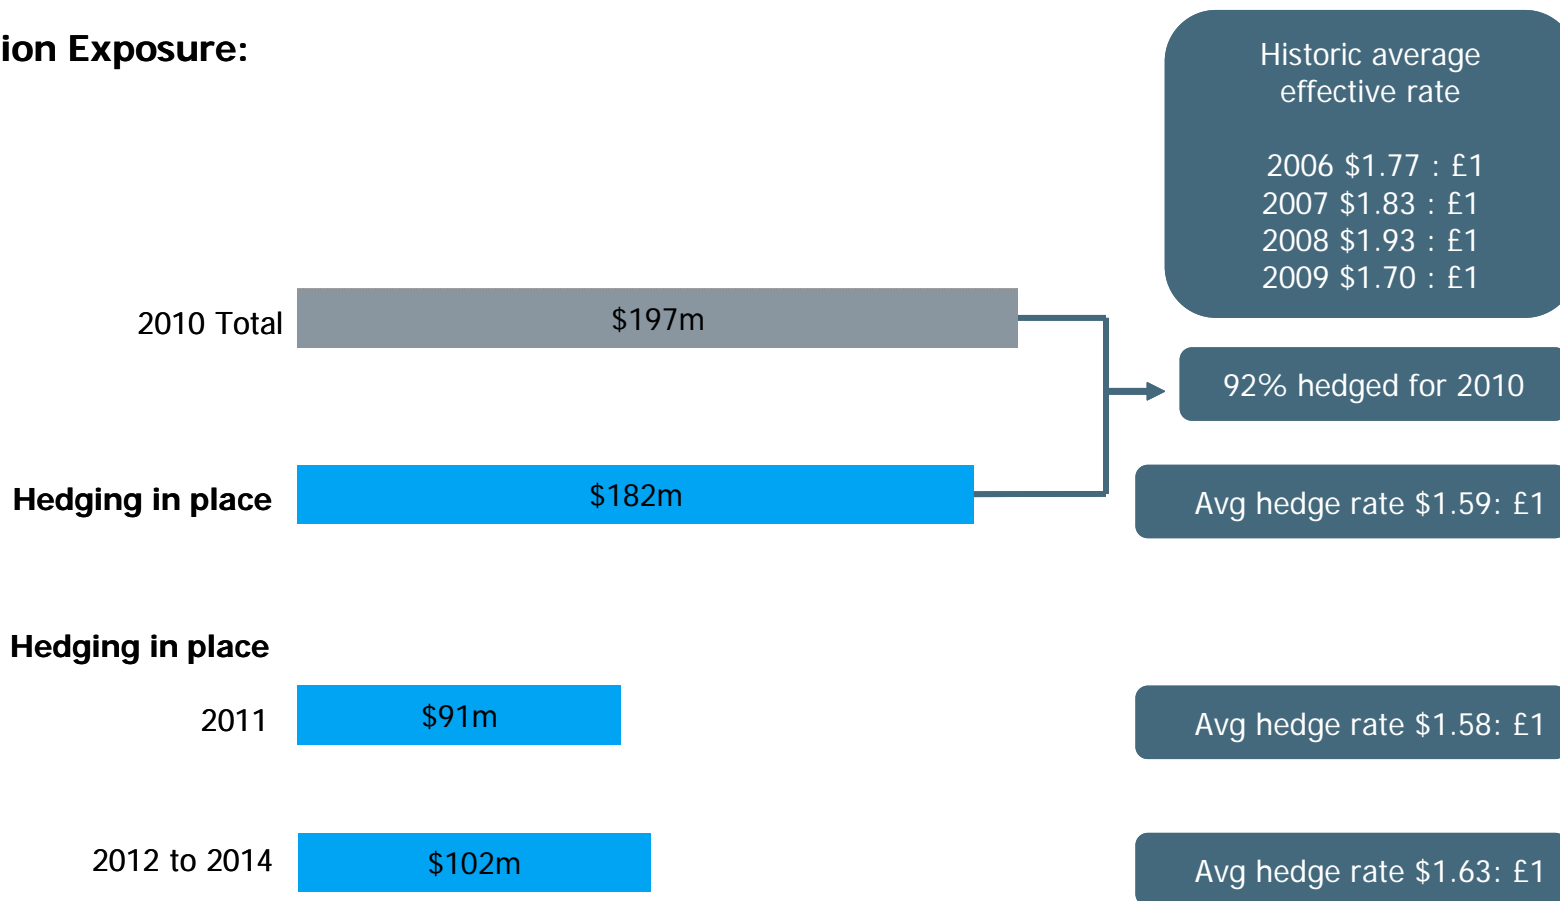 ion Exposure:
Historic average
effective rate
2006 $1.77 : £1
2007 $1.83 : £1
2008 $1.93 : £1
2009 $1.70 : £1
2010 Total
$197m
92% hedged for 2010
Hedging in place
$182m
Avg hedge rate $1.59: £1
Hedging in place
2011
$91m
Avg hedge rate $1.58: £1
2012 to 2014
$102m
Avg hedge rate $1.63: £1